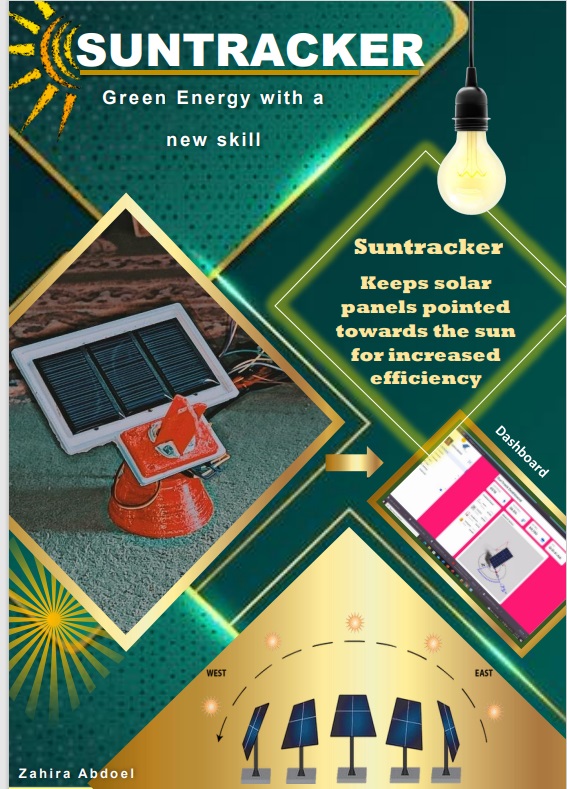 SUNTRACKER
Green Energy with a
new skill
Suntracker
Keeps solar
panels pointed
towards the sun
for increased
efficiency
Dashboard
WEST
EAST
Zahira Abdoel